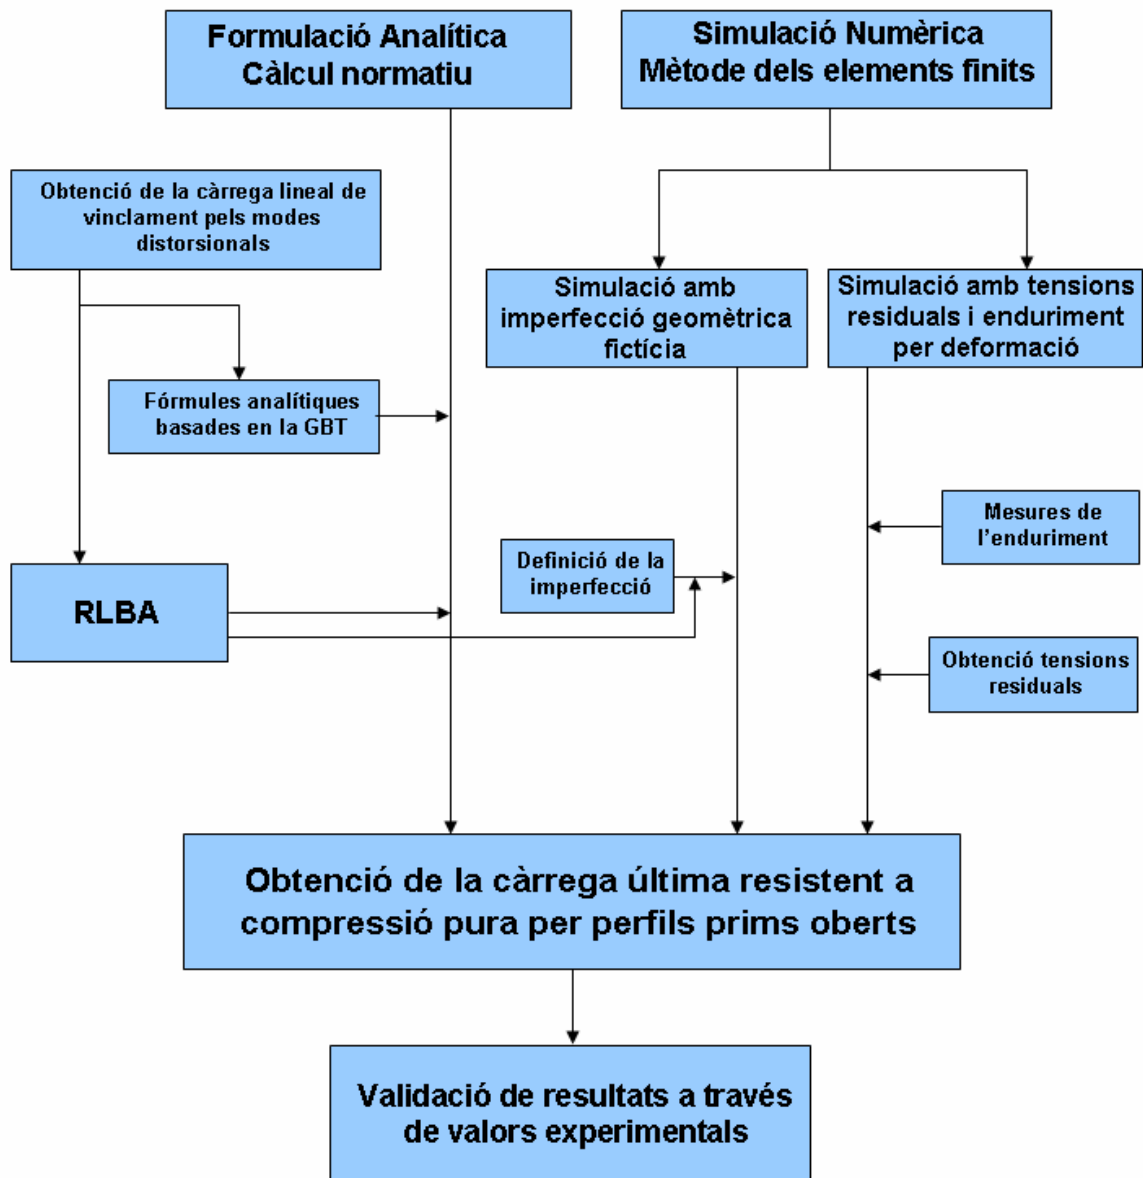 Formulació Analítica
Càlcul normatiu
Simulació Numèrica
Mètode dels elements finits
Obtenció de la càrrega lineal de
vinclament pels modes
distorsionals
Simulació amb
imperfecció geomètrica
fictícia
Simulació amb tensions
residuals i enduriment
per deformació
Fórmules analítiques
basades en la GBT
Mesures de
l'enduriment
Definició de la
imperfecció
RLBA
Obtenció tensions
residuals
Obtenció de la càrrega última resistent a
compressió pura per perfils prims oberts
Validació de resultats a través
de valors experimentals